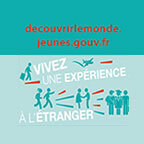 decouvrirlemonde.
jeunes.gouv.fr
VIVEZ
UNE EXPÉRIENCE
À L'ÉTRANGER